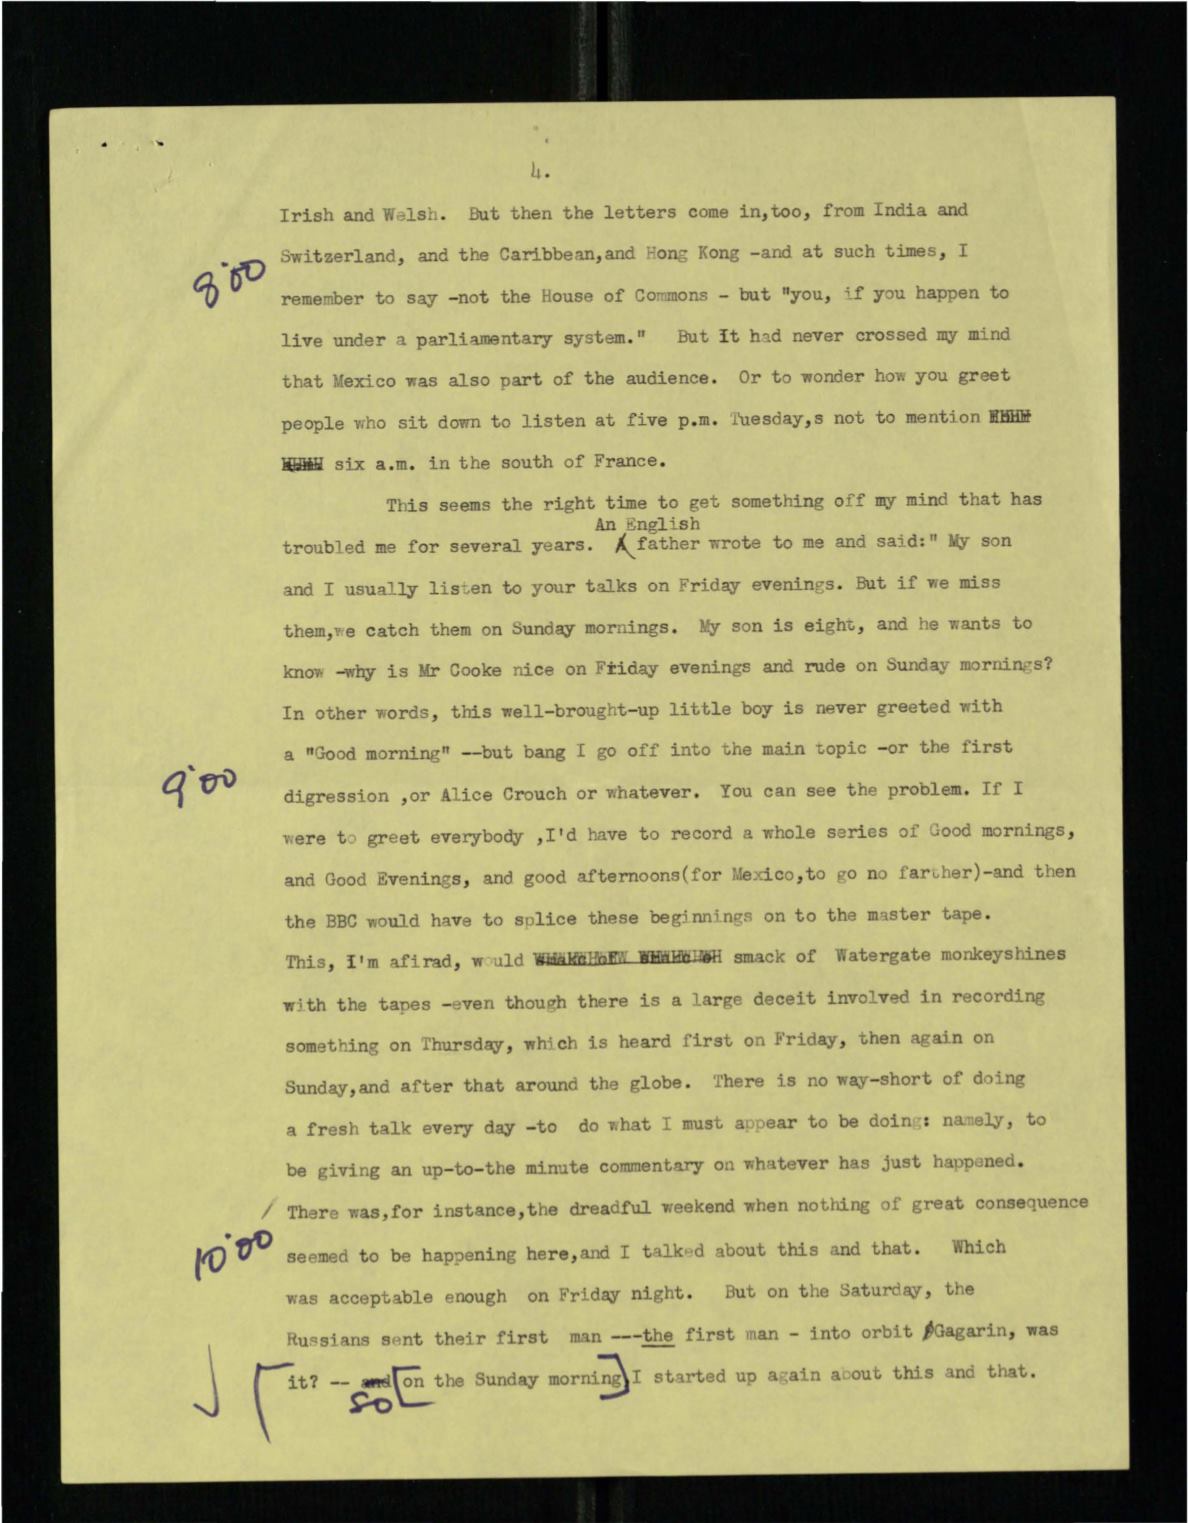 4.
Irish and Welsh. But then the letters come in,too, from India and
8'00
Switzerland, and the Caribbean,and Hong Kong -and at such times, I
remember to say -not the House of Commons - but "you, if you happen to
live under a parliamentary system." But It had never crossed my mind
that Mexico was also part of the audience. Or to wonder how you greet
people who sit down to listen at five p.m. Tuesday,s not to mention
six a.m. in the south of France.
This seems the right time to get something off my mind that has
An English
troubled me for several years. A father wrote to me and said:" My son
and I usually listen to your talks on Friday evenings. But if we miss
them,we catch them on Sunday mornings. My son is eight, and he wants to
know -why is Mr Cooke nice on Friday evenings and rude on Sunday mornings?
In other words, this well-brought-up little boy is never greeted with
a "Good morning" --but bang I go off into the main topic -or the first
9'00
digression ,or Alice Crouch or whatever. You can see the problem. If I
were to greet everybody ,I'd have to record a whole series of Good mornings,
and Good Evenings, and good afternoons(for Mexico,to go no farther)-and then
the BBC would have to splice these beginnings on to the master tape.
This, I'm afirad, would smack of Watergate monkeyshines
with the tapes -even though there is a large deceit involved in recording
something on Thursday, which is heard first on Friday, then again on
Sunday,and after that around the globe. There is no way-short of doing
a fresh talk every day -to do what I must appear to be doing: namely, to
be giving an up-to-the minute commentary on whatever has just happened.
/ There was,for instance,the dreadful weekend when nothing of great consequence
10'00
seemed to be happening here,and I talked about this and that. Which
was acceptable enough on Friday night. But on the Saturday, the
Russians sent their first man ---the first man - into orbit Gagarin, was
it? -- and [on the Sunday morning] I started up again about this and that.
so